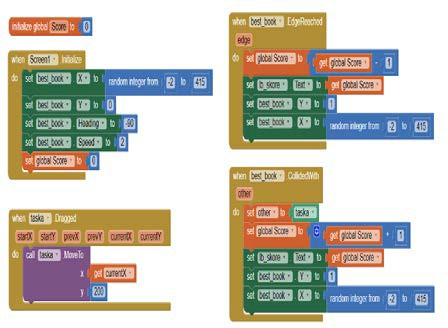 initialize global Score to 0
when Screen1 .Initialize
do set best_book . X to random integer from -2 to 415
set best_book . Y to 0
set best_book . Heading to -90
set best_book . Speed to 2
set global Score to 0
when taska .Dragged
startX startY prevX prevY currentX currentY
do call taska .MoveTo
x get currentX
y 200
when best_book .EdgeReached
edge
do set global Score to get global Score - 1
set lb_skore . Text to get global Score
set best_book . Y to 1
set best_book . X to random integer from -2 to 415
when best_book .CollidedWith
other
do set other to taska
set global Score to get global Score + 1
set lb_skore . Text to get global Score
set best_book . Y to 1
set best_book . X to random integer from -2 to 415